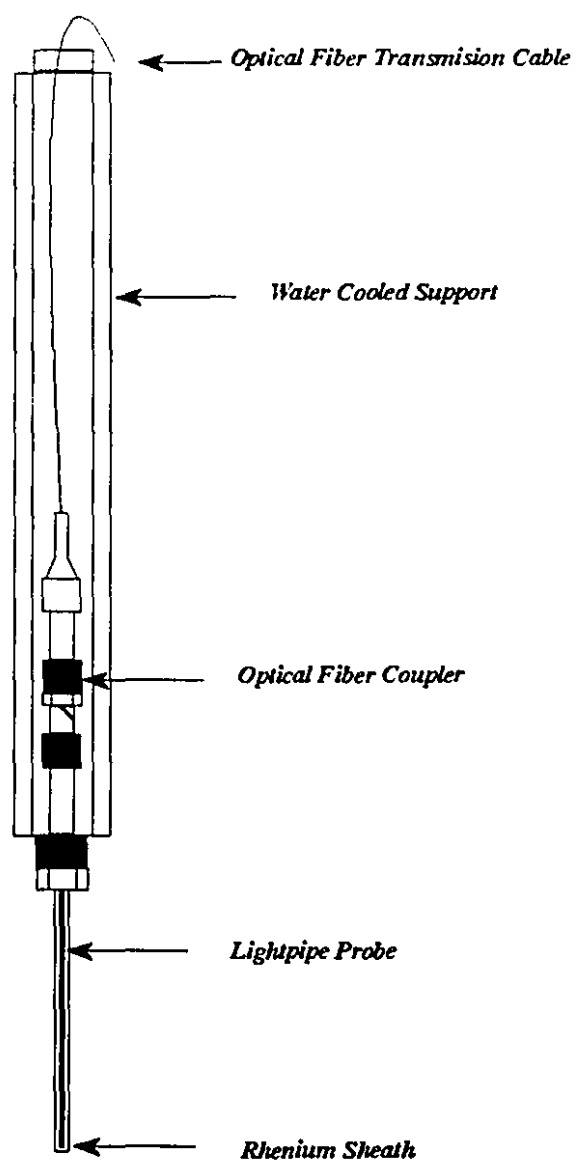 Optical Fiber Transmision Cable
Water Cooled Support
Optical Fiber Coupler
Lightpipe Probe
Rhenium Sheath